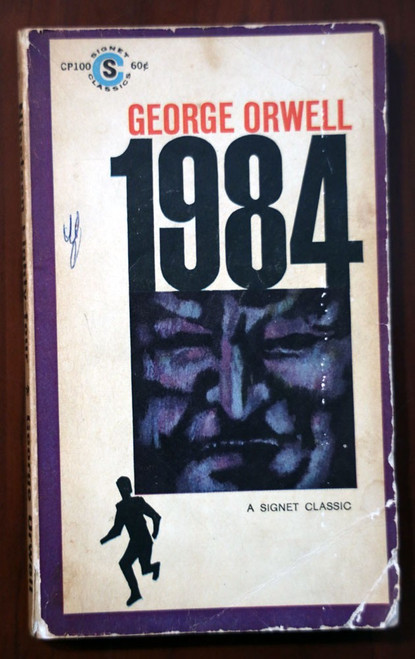 CP100
SIGNET
S
CLASSICS
60¢
GEORGE ORWELL
1984
A SIGNET CLASSIC